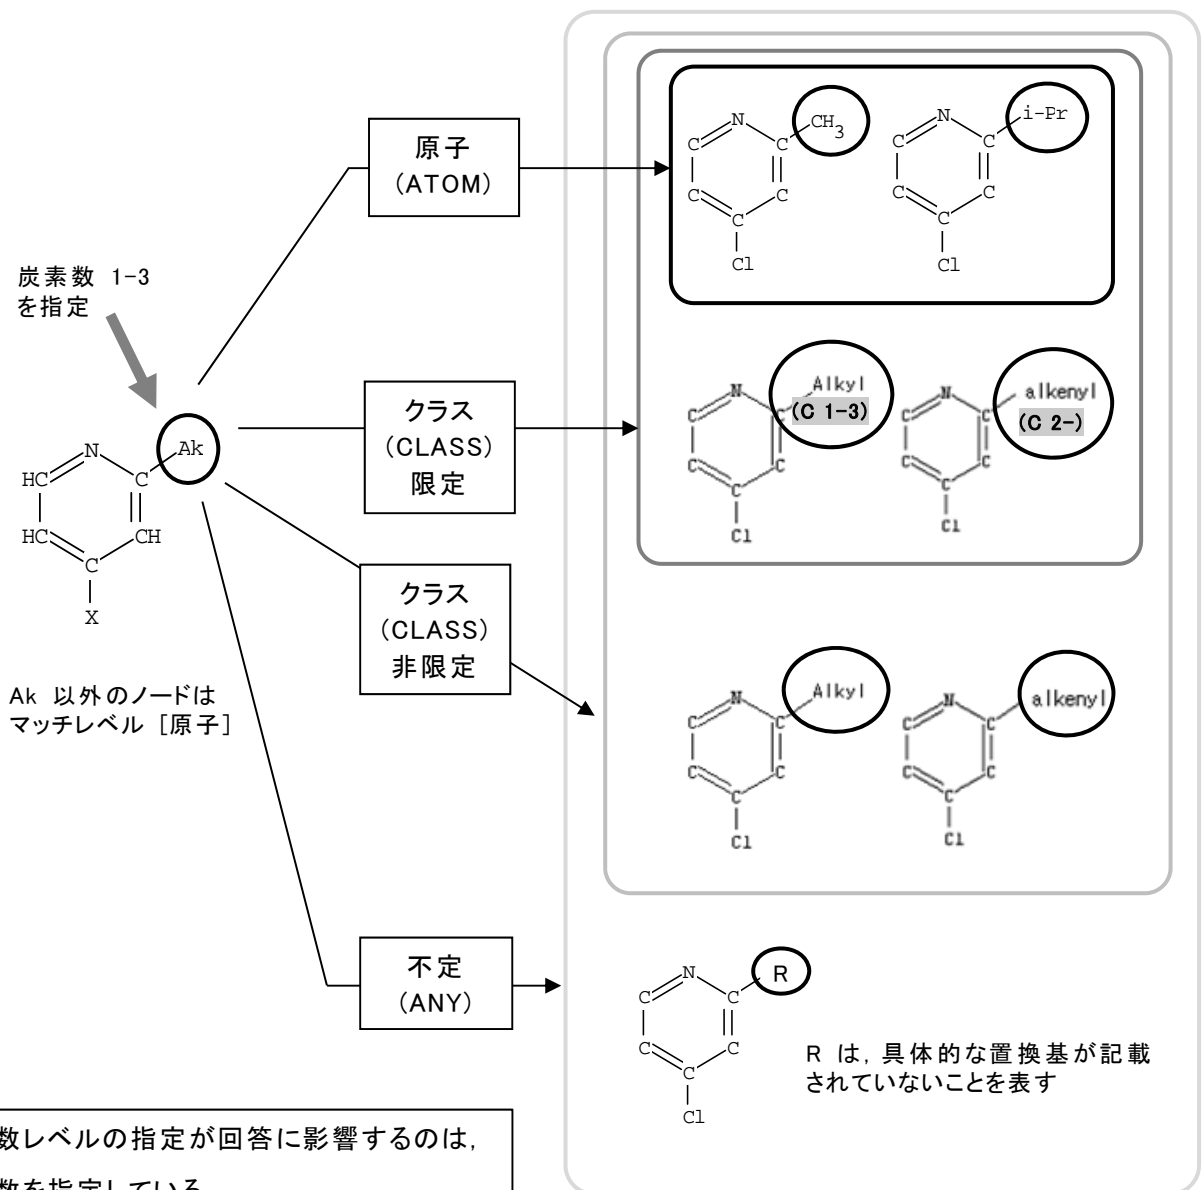 原子
(ATOM)
N
CH3
C
C
C
C
C
Cl
N
i-Pr
C
C
C
C
C
Cl
炭素数 1-3
を指定
クラス
(CLASS)
限定
N
Alkyl
(C 1-3)
C
C
C
C
C
Cl
N
alkenyl
(C 2-)
C
C
C
C
C
Cl
N
Ak
HC
C
HC
CH
C
X
Ak 以外のノードは
マッチレベル [原子]
クラス
(CLASS)
非限定
N
Alkyl
C
C
C
C
C
Cl
N
alkenyl
C
C
C
C
C
Cl
不定
(ANY)
N
R
C
C
C
C
C
Cl
R は, 具体的な置換基が記載
されていないことを表す
数レベルの指定が回答に影響するのは,